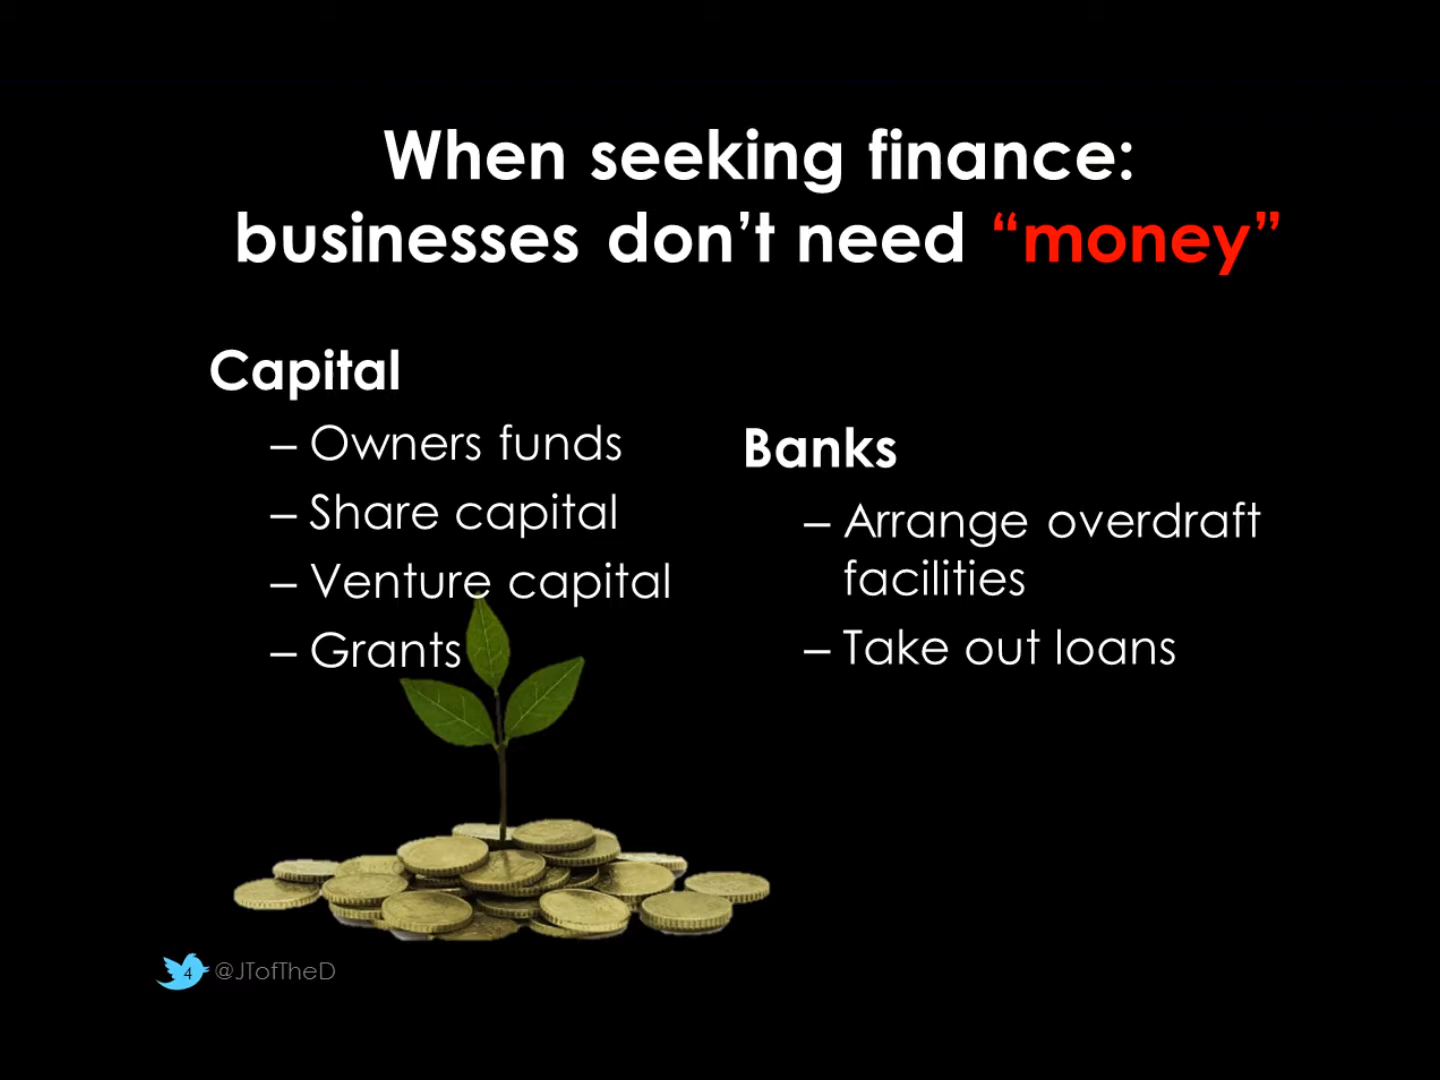 When seeking finance:
businesses don’t need “money”
Capital
– Owners funds
– Share capital
– Venture capital
– Grants
Banks
– Arrange overdraft
facilities
– Take out loans
4 @JTofTheD